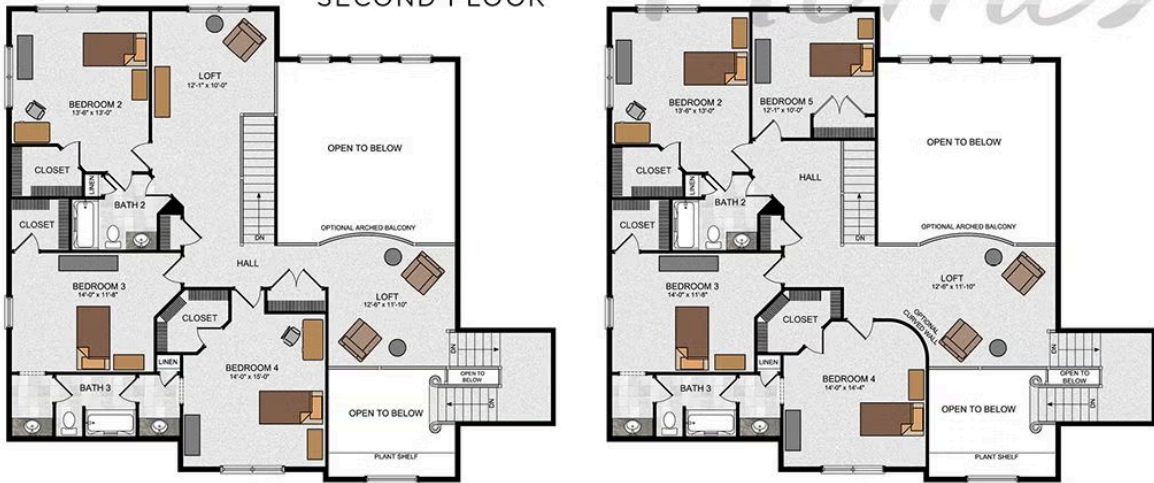 SECOND FLOOR
BEDROOM 2
13'-6" x 13'-0"
LOFT
12'-1" x 10'-0"
OPEN TO BELOW
CLOSET
LINEN
BATH 2
CLOSET
DN
OPTIONAL ARCHED BALCONY
HALL
BEDROOM 3
14'-0" x 11'-8"
LOFT
12'-6" x 11'-10"
CLOSET
LINEN
BEDROOM 4
14'-0" x 15'-0"
BATH 3
DN
OPEN TO
BELOW
DN
OPEN TO BELOW
PLANT SHELF
Homes
BEDROOM 2
13'-6" x 13'-0"
BEDROOM 5
12'-1" x 10'-0"
OPEN TO BELOW
CLOSET
LINEN
HALL
BATH 2
CLOSET
DN
OPTIONAL ARCHED BALCONY
BEDROOM 3
14'-0" x 11'-8"
LOFT
12'-6" x 11'-10"
CLOSET
OPTIONAL
CURVED WALL
LINEN
BEDROOM 4
14'-0" x 14'-4"
BATH 3
DN
OPEN TO
BELOW
DN
OPEN TO BELOW
PLANT SHELF